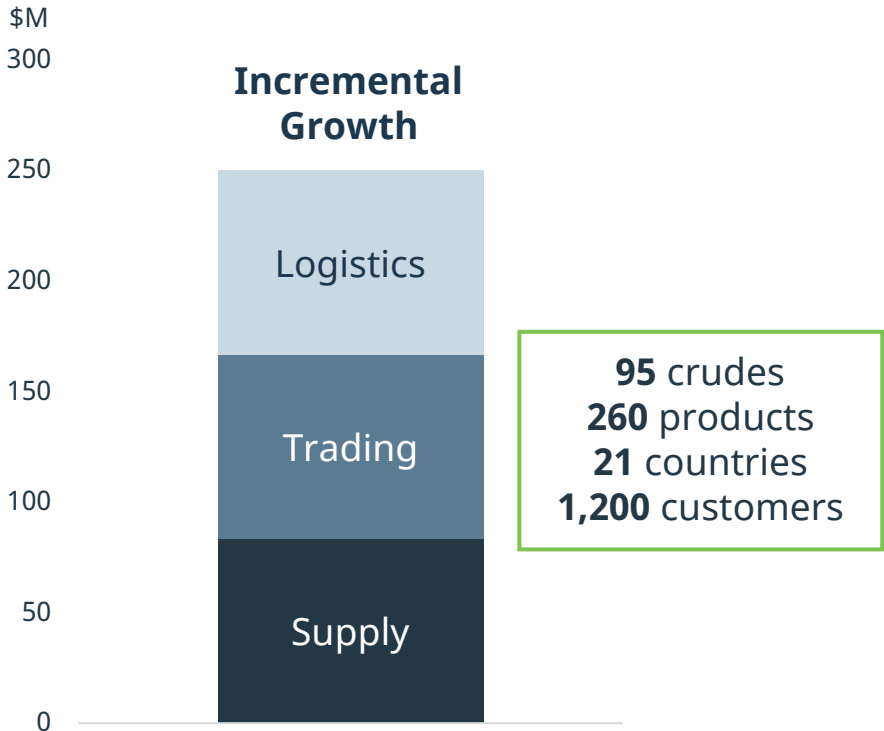 $M
300
Incremental
Growth
250
Logistics
200
150
95 crudes
260 products
Trading
21 countries
100
1,200 customers
50
Supply
0